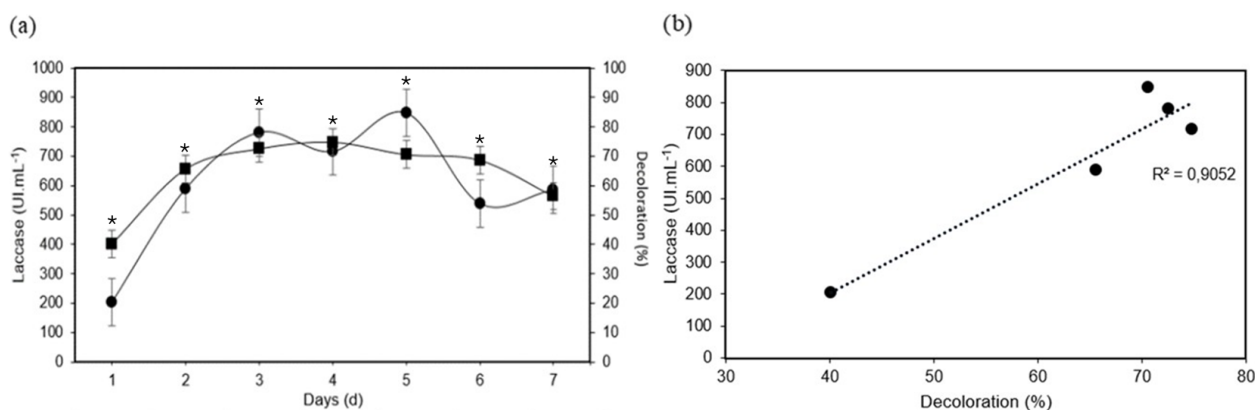 (a)
1000
900
800
700
600
500
400
300
200
100
0
Laccase (UI.mL-1)
100
90
80
70
60
50
40
30
20
10
0
Decoloration (%)
* * * * * * *
1 2 3 4 5 6 7
Days (d)
(b)
900
800
700
600
500
400
300
200
100
0
Laccase (UI.mL-1)
R² = 0,9052
30 40 50 60 70 80
Decoloration (%)